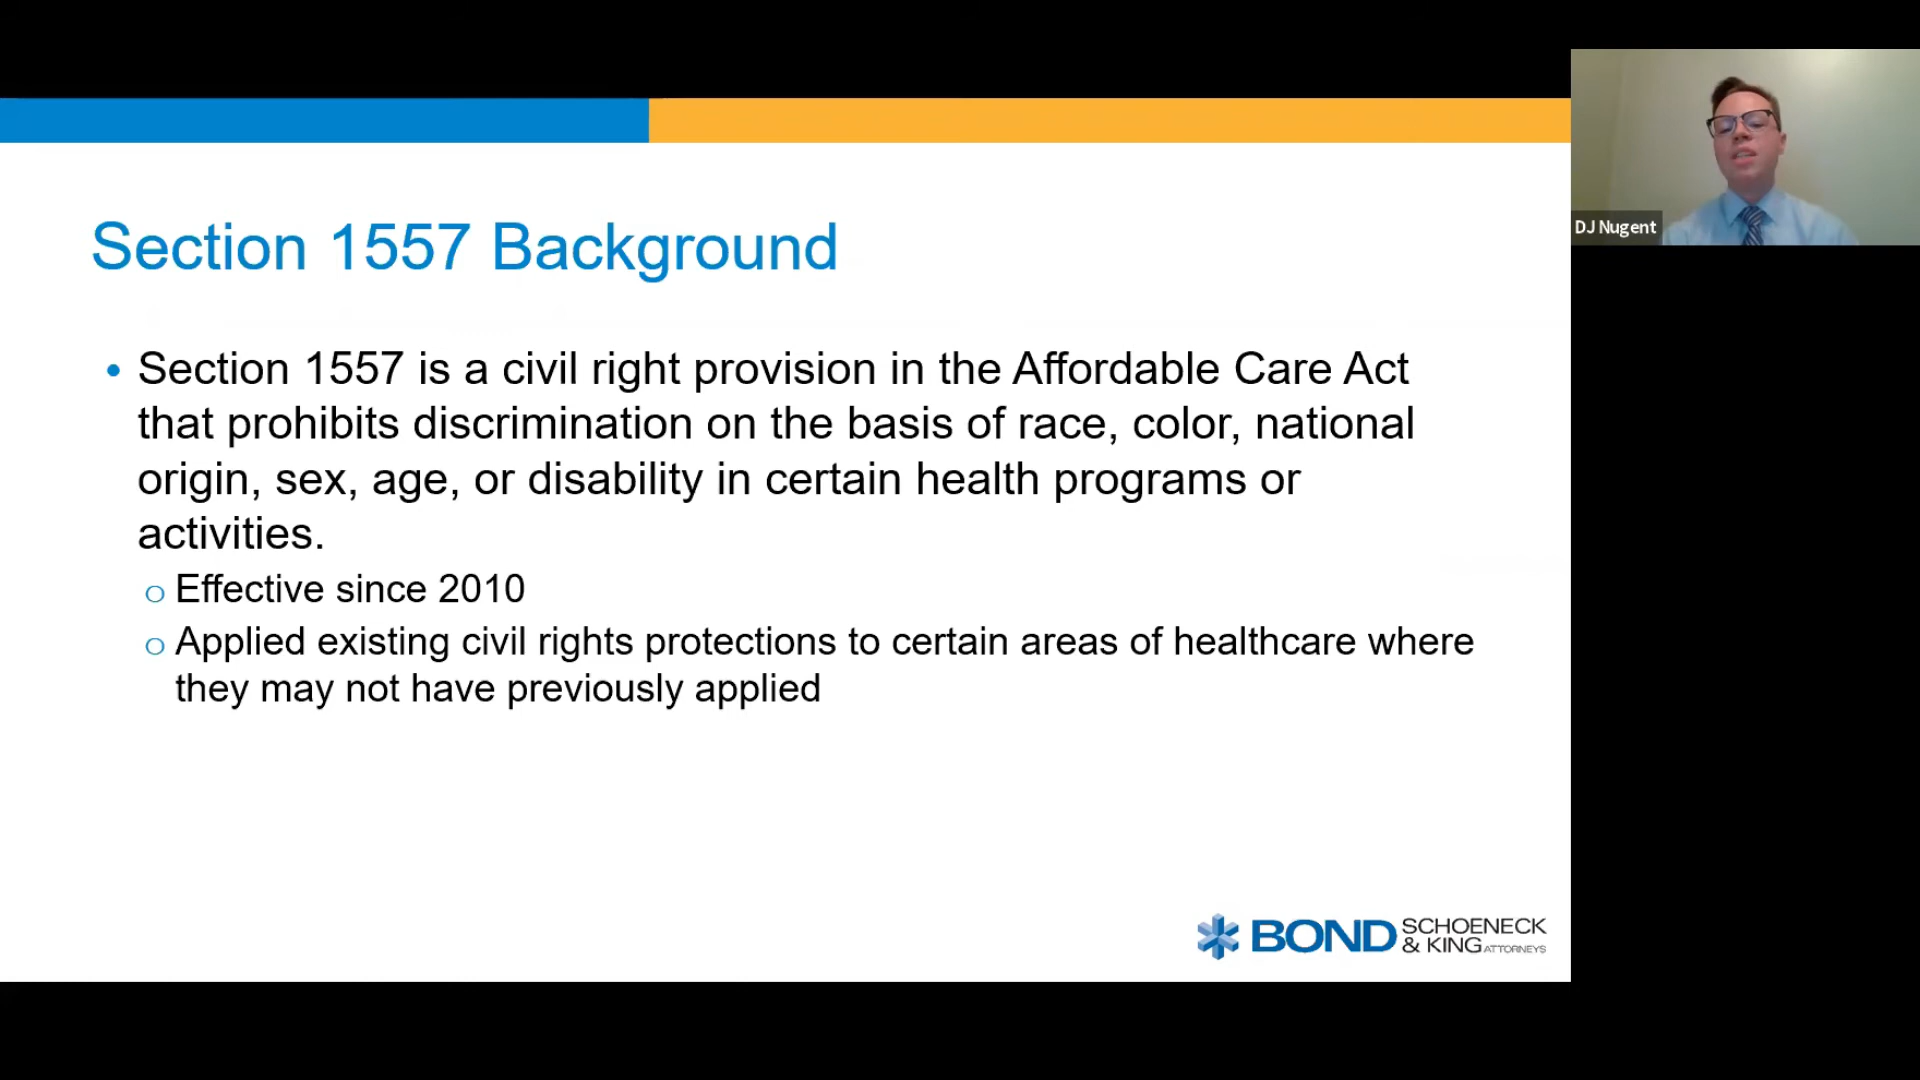 Section 1557 Background
• Section 1557 is a civil right provision in the Affordable Care Act
that prohibits discrimination on the basis of race, color, national
origin, sex, age, or disability in certain health programs or
activities.
o Effective since 2010
o Applied existing civil rights protections to certain areas of healthcare where
they may not have previously applied
DJ Nugent
BOND SCHOENECK
& KING ATTORNEYS